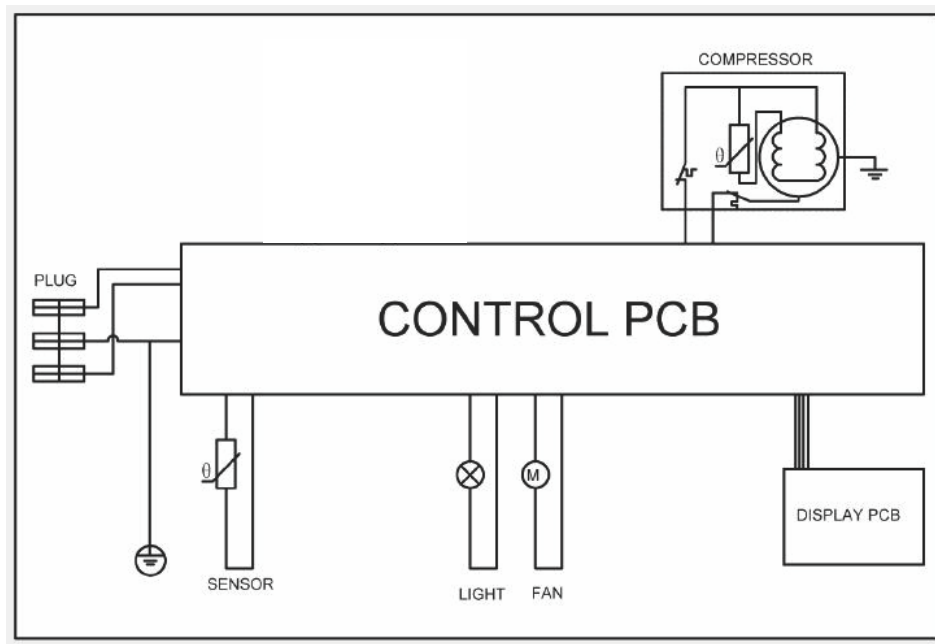 COMPRESSOR
θ
PLUG
CONTROL PCB
θ
M
DISPLAY PCB
SENSOR
LIGHT
FAN